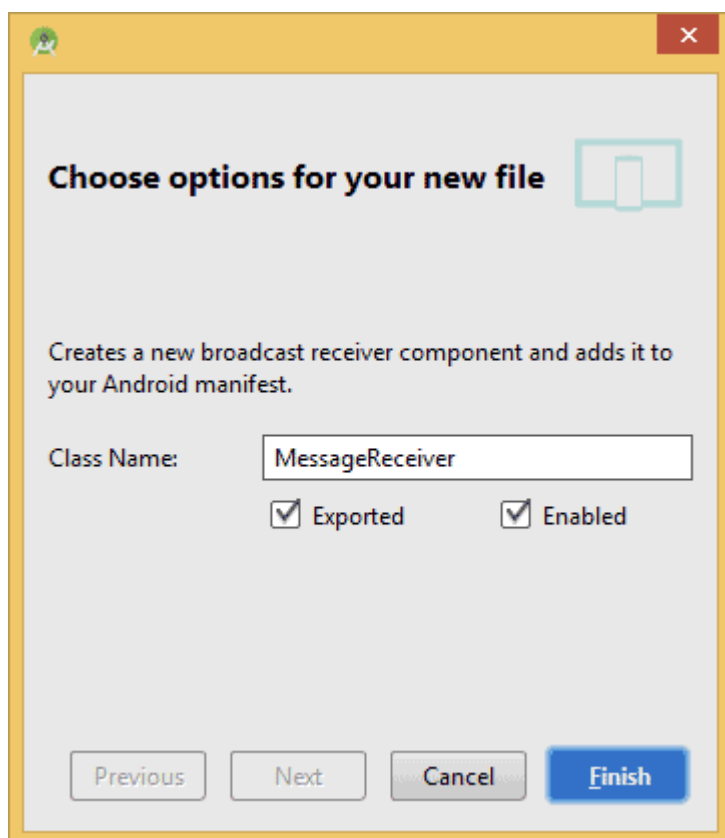 Choose options for your new file
Creates a new broadcast receiver component and adds it to
your Android manifest.
Class Name: MessageReceiver
Exported Enabled
Previous Next Cancel Finish